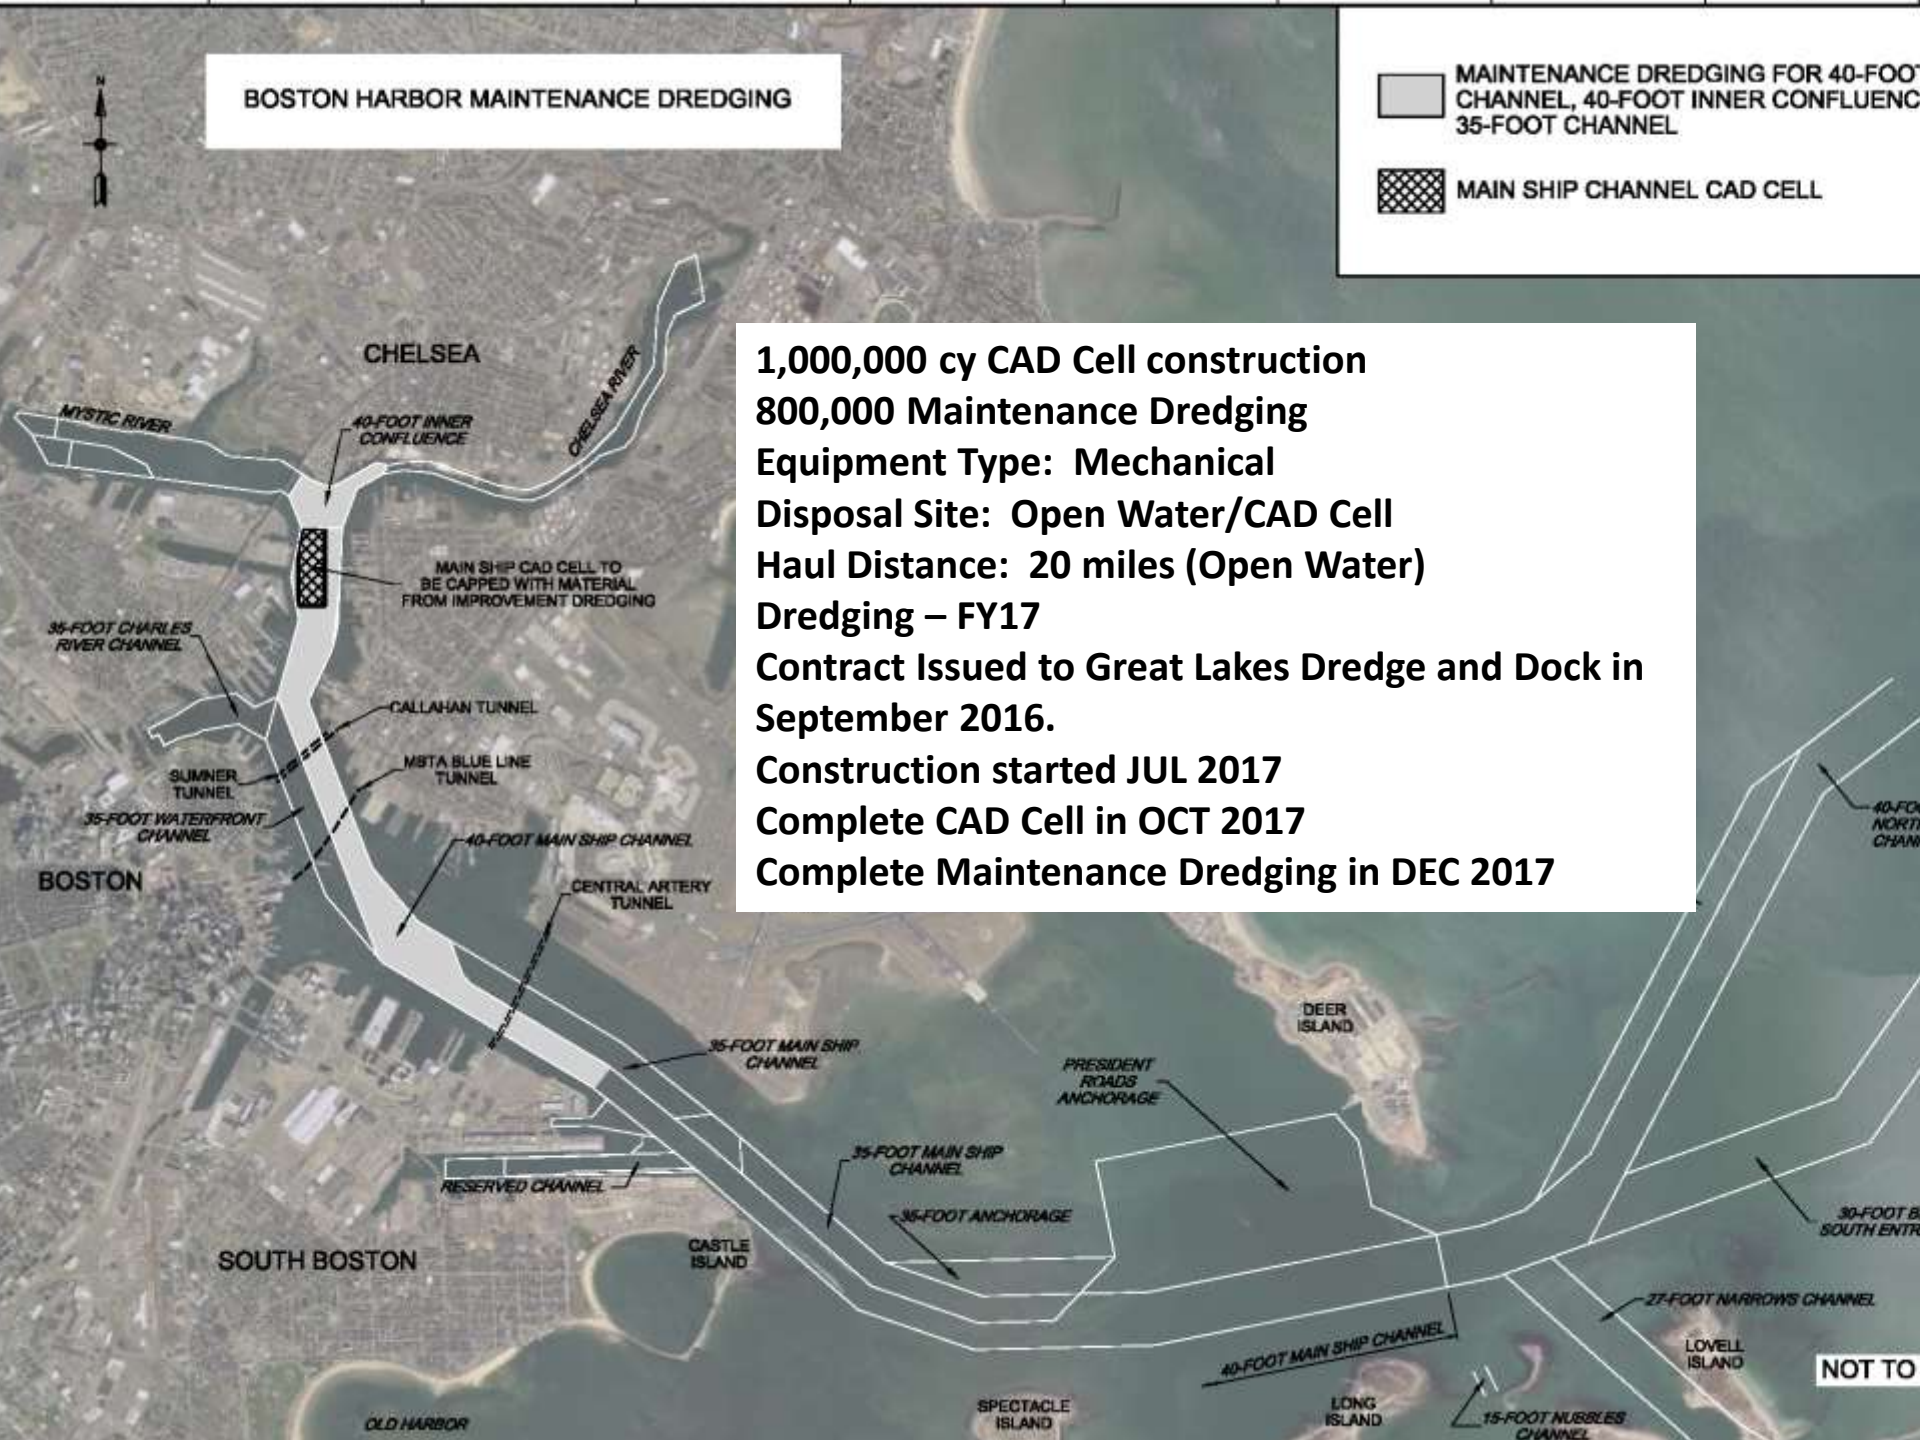 N
BOSTON HARBOR MAINTENANCE DREDGING
MAINTENANCE DREDGING FOR 40-FOOT
CHANNEL, 40-FOOT INNER CONFLUENC
35-FOOT CHANNEL
MAIN SHIP CHANNEL CAD CELL
1,000,000 cy CAD Cell construction
800,000 Maintenance Dredging
Equipment Type:  Mechanical
Disposal Site:  Open Water/CAD Cell
Haul Distance:  20 miles (Open Water)
Dredging – FY17
Contract Issued to Great Lakes Dredge and Dock in
September 2016.
Construction started JUL 2017
Complete CAD Cell in OCT 2017
Complete Maintenance Dredging in DEC 2017
CHELSEA
MYSTIC RIVER
40-FOOT INNER
CONFLUENCE
CHELSEA RIVER
MAIN SHIP CAD CELL TO
BE CAPPED WITH MATERIAL
FROM IMPROVEMENT DREDGING
35-FOOT CHARLES
RIVER CHANNEL
CALLAHAN TUNNEL
MBTA BLUE LINE
TUNNEL
SUMNER
TUNNEL
35-FOOT WATERFRONT
CHANNEL
40-FOOT MAIN SHIP CHANNEL
BOSTON
CENTRAL ARTERY
TUNNEL
40-FOO
NORT
CHAN
DEER
ISLAND
35-FOOT MAIN SHIP
CHANNEL
PRESIDENT
ROADS
ANCHORAGE
35-FOOT MAIN SHIP
CHANNEL
RESERVED CHANNEL
35-FOOT ANCHORAGE
30-FOOT B
SOUTH ENTR
SOUTH BOSTON
CASTLE
ISLAND
27-FOOT NARROWS CHANNEL
40-FOOT MAIN SHIP CHANNEL
LOVELL
ISLAND
NOT TO
SPECTACLE
ISLAND
LONG
ISLAND
15-FOOT NUBBLES
CHANNEL
OLD HARBOR